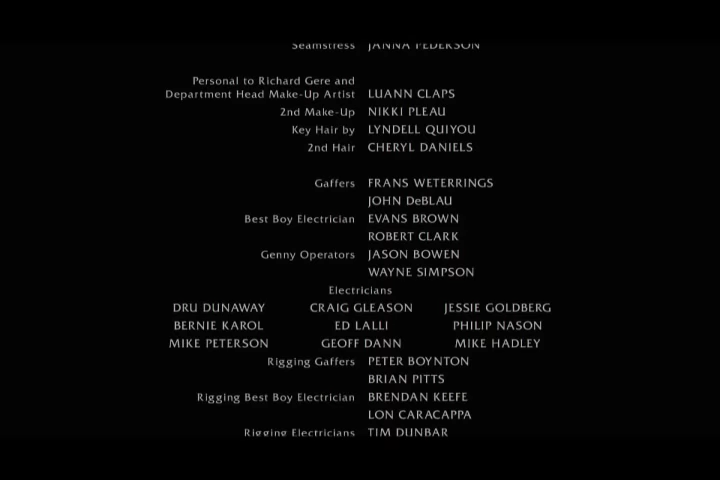 Seamstress JANNA PEDERSON
Personal to Richard Gere and
Department Head Make-Up Artist LUANN CLAPS
2nd Make-Up NIKKI PLEAU
Key Hair by LYNDELL QUIYOU
2nd Hair CHERYL DANIELS
Gaffers FRANS WETERRINGS
JOHN DeBLAU
Best Boy Electrician EVANS BROWN
ROBERT CLARK
Genny Operators JASON BOWEN
WAYNE SIMPSON
Electricians
DRU DUNAWAY CRAIG GLEASON JESSIE GOLDBERG
BERNIE KAROL ED LALLI PHILIP NASON
MIKE PETERSON GEOFF DANN MIKE HADLEY
Rigging Gaffers PETER BOYNTON
BRIAN PITTS
Rigging Best Boy Electrician BRENDAN KEEFE
LON CARACAPPA
Rigging Electricians TIM DUNBAR